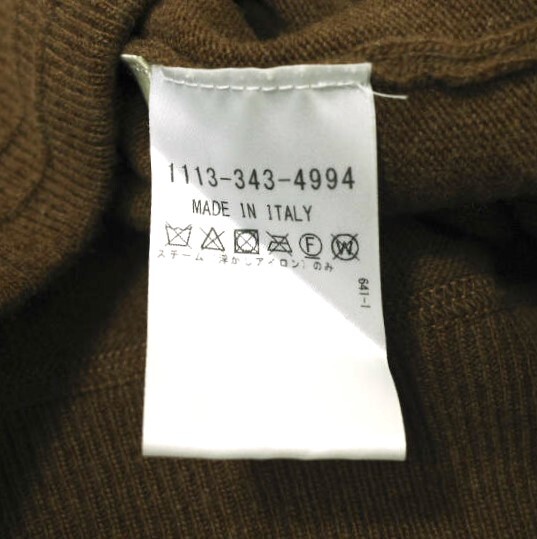 1113-343-4994
MADE IN ITALY
F W
スチーム（浮かしアイロン）のみ
641-1